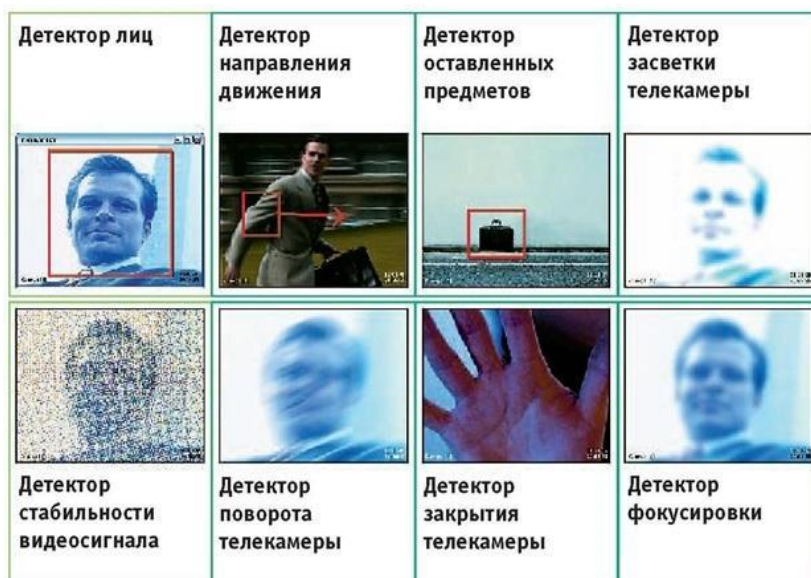 Детектор лиц
Детектор
направления
движения
Детектор
оставленных
предметов
Детектор
засветки
телекамеры
Детектор
стабильности
видеосигнала
Детектор
поворота
телекамеры
Детектор
закрытия
телекамеры
Детектор
фокусировки